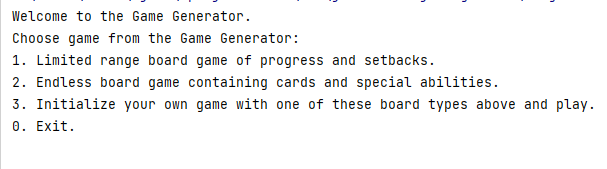 Welcome to the Game Generator.
Choose game from the Game Generator:
1. Limited range board game of progress and setbacks.
2. Endless board game containing cards and special abilities.
3. Initialize your own game with one of these board types above and play.
0. Exit.